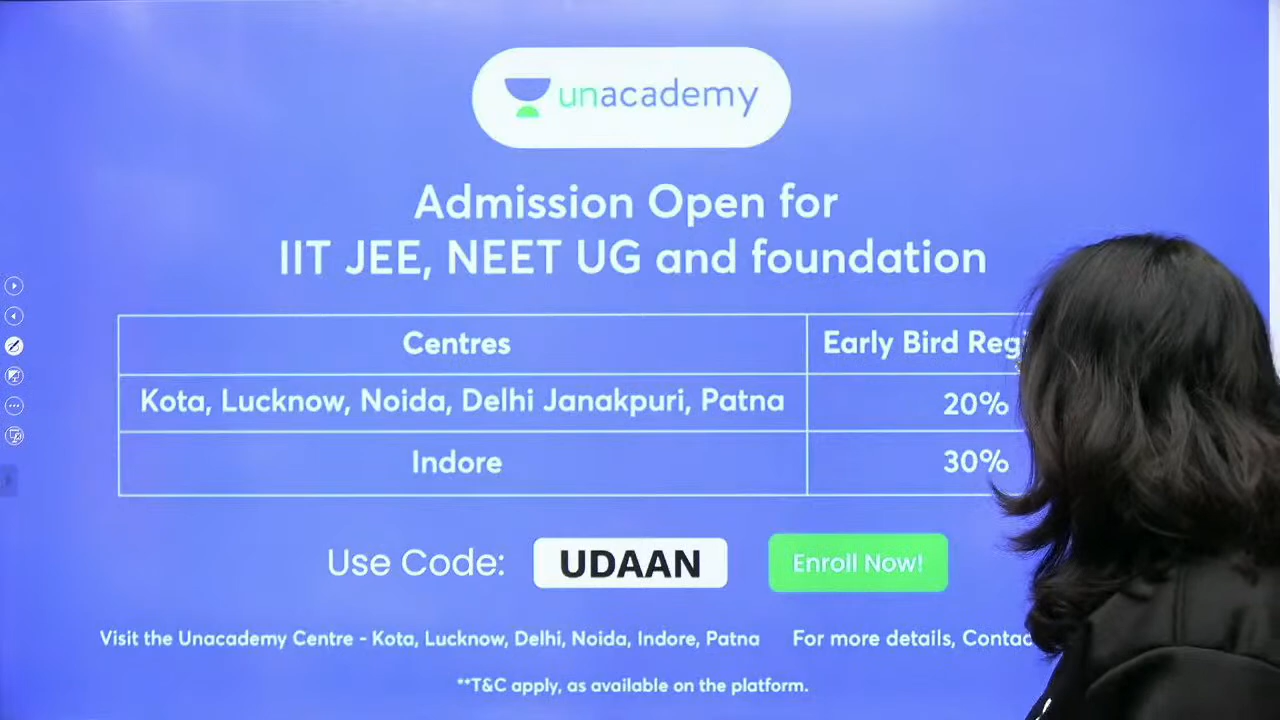 unacademy
Admission Open for
IIT JEE, NEET UG and foundation
Centres Early Bird
Kota, Lucknow, Noida, Delhi Janakpuri, Patna 20%
Indore 30%
Use Code: UDAAN Enroll Now!
Visit the Unacademy Centre - Kota, Lucknow, Delhi, Noida, Indore, Patna For more details,
**T&C apply, as available on the platform.